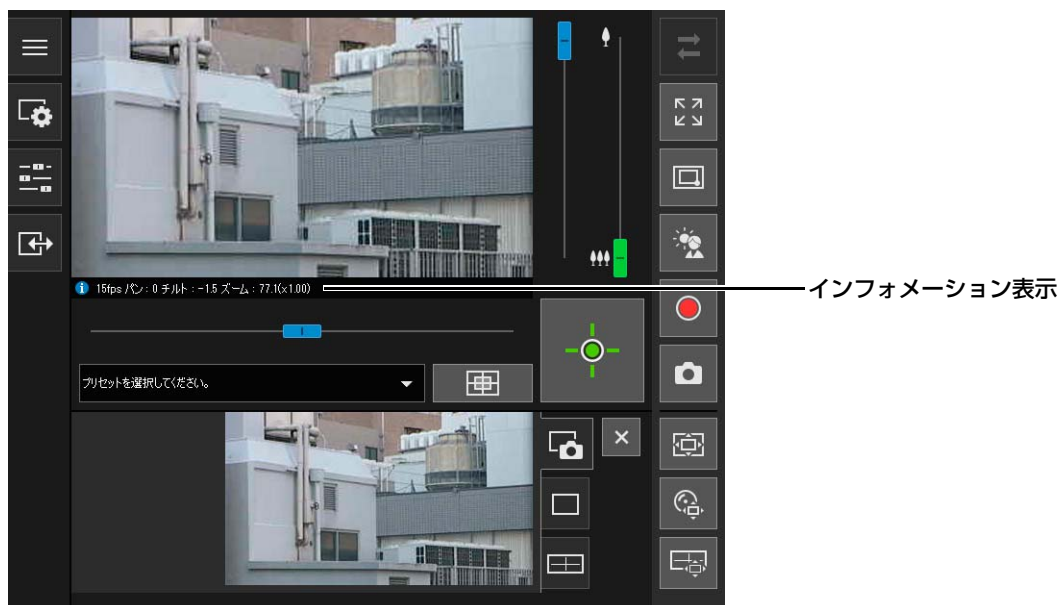 15fps パン : 0 チルト : -1.5 ズーム : 77.1(x1.00)
インフォメーション表示
プリセットを選択してください。